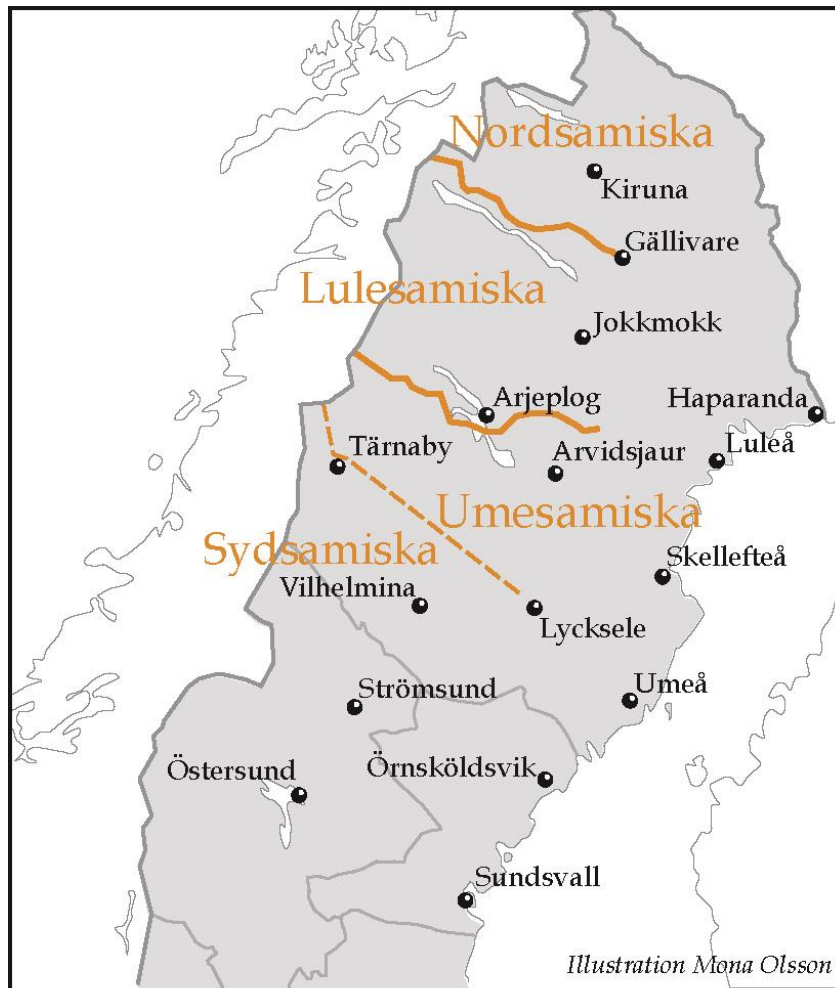 Nordsamiska
Kiruna
Gällivare
Lulesamiska
Jokkmokk
Arjeplog
Haparanda
Tärnaby
Arvidsjaur
Luleå
Umesamiska
Sydsamiska
Skellefteå
Vilhelmina
Lycksele
Strömsund
Umeå
Östersund
Örnsköldsvik
Sundsvall
Illustration Mona Olsson